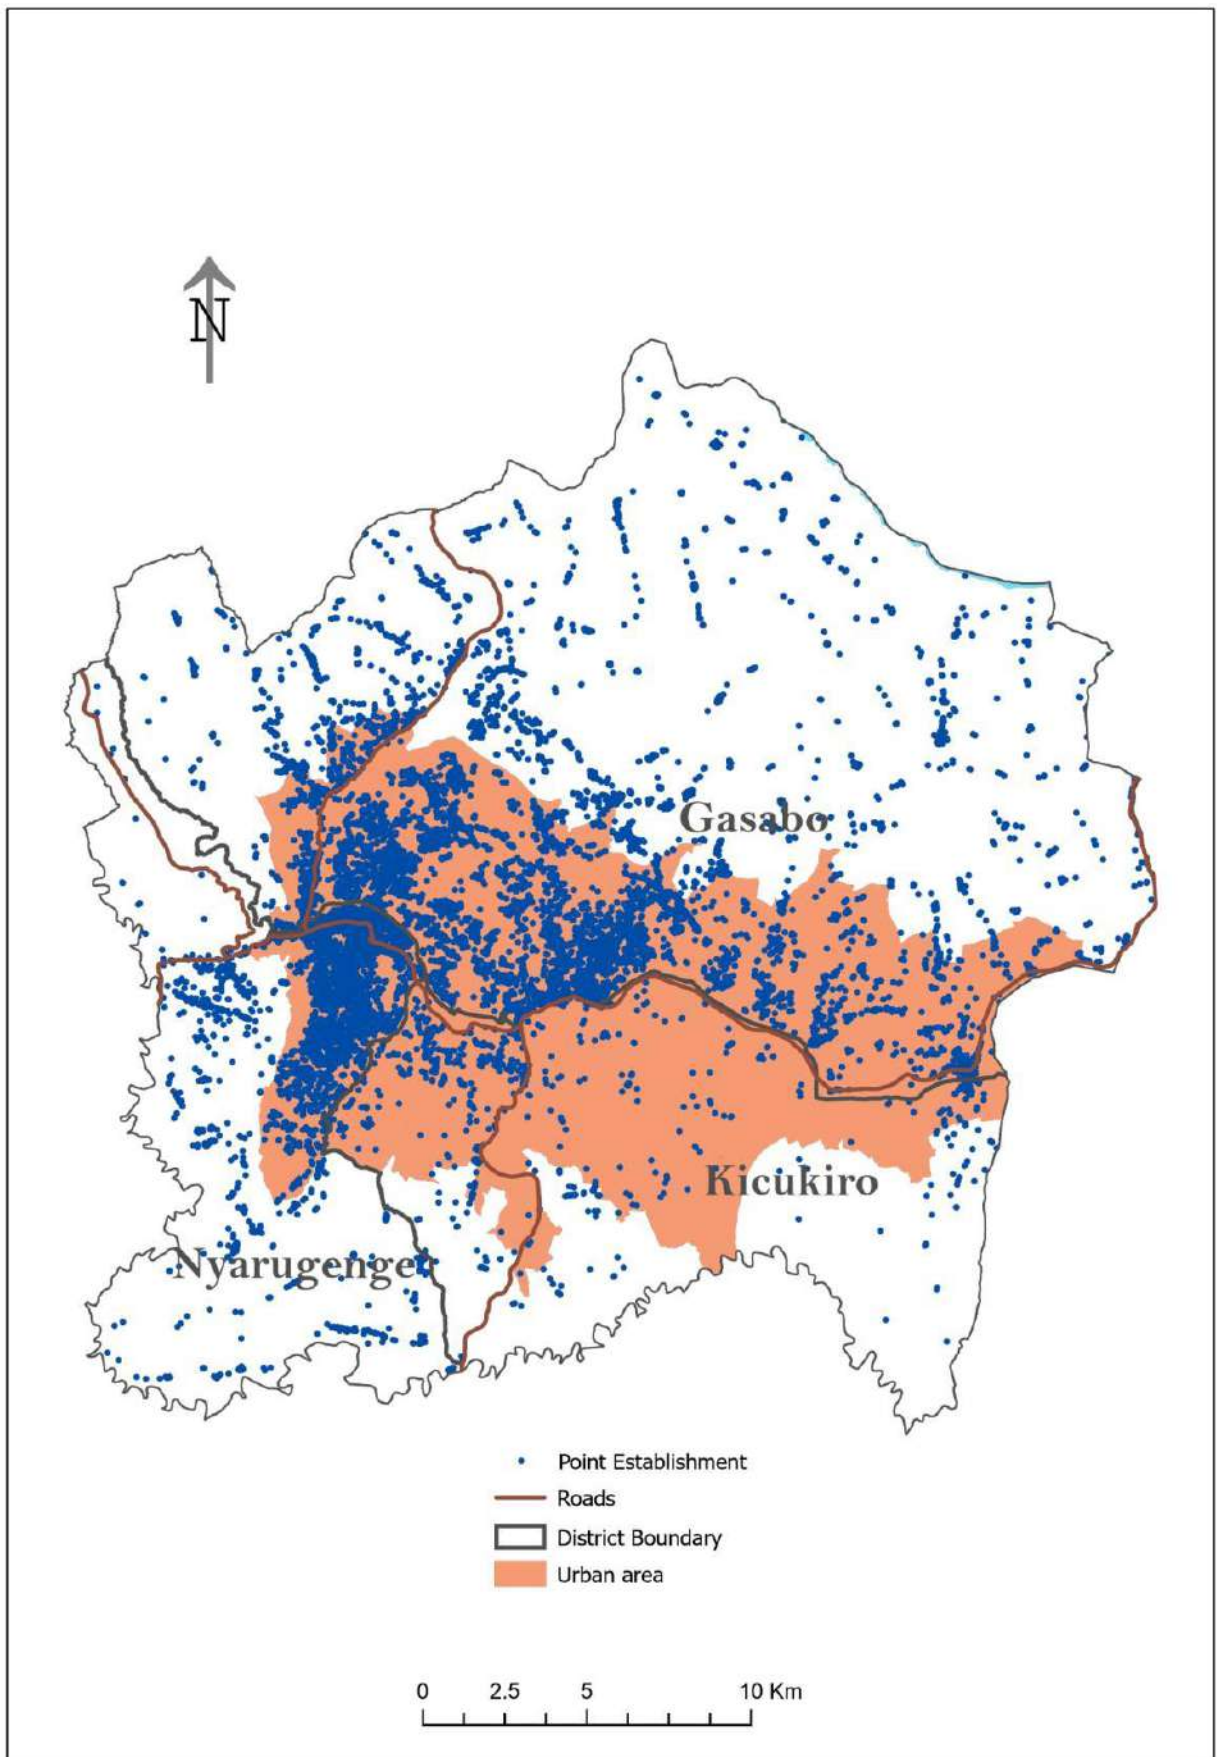 N
Gasabo
Kicukiro
Nyarugenge
Point Establishment
Roads
District Boundary
Urban area
0 2.5 5 10 Km